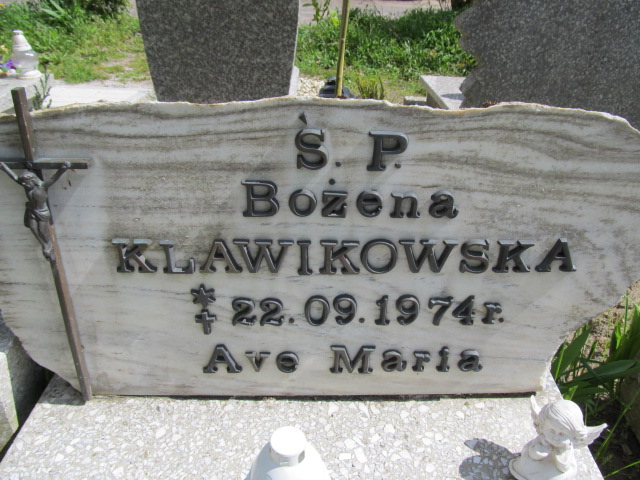 Ś. P.
Bożena
KLAWIKOWSKA
*† 22.09.1974r.
Ave Maria